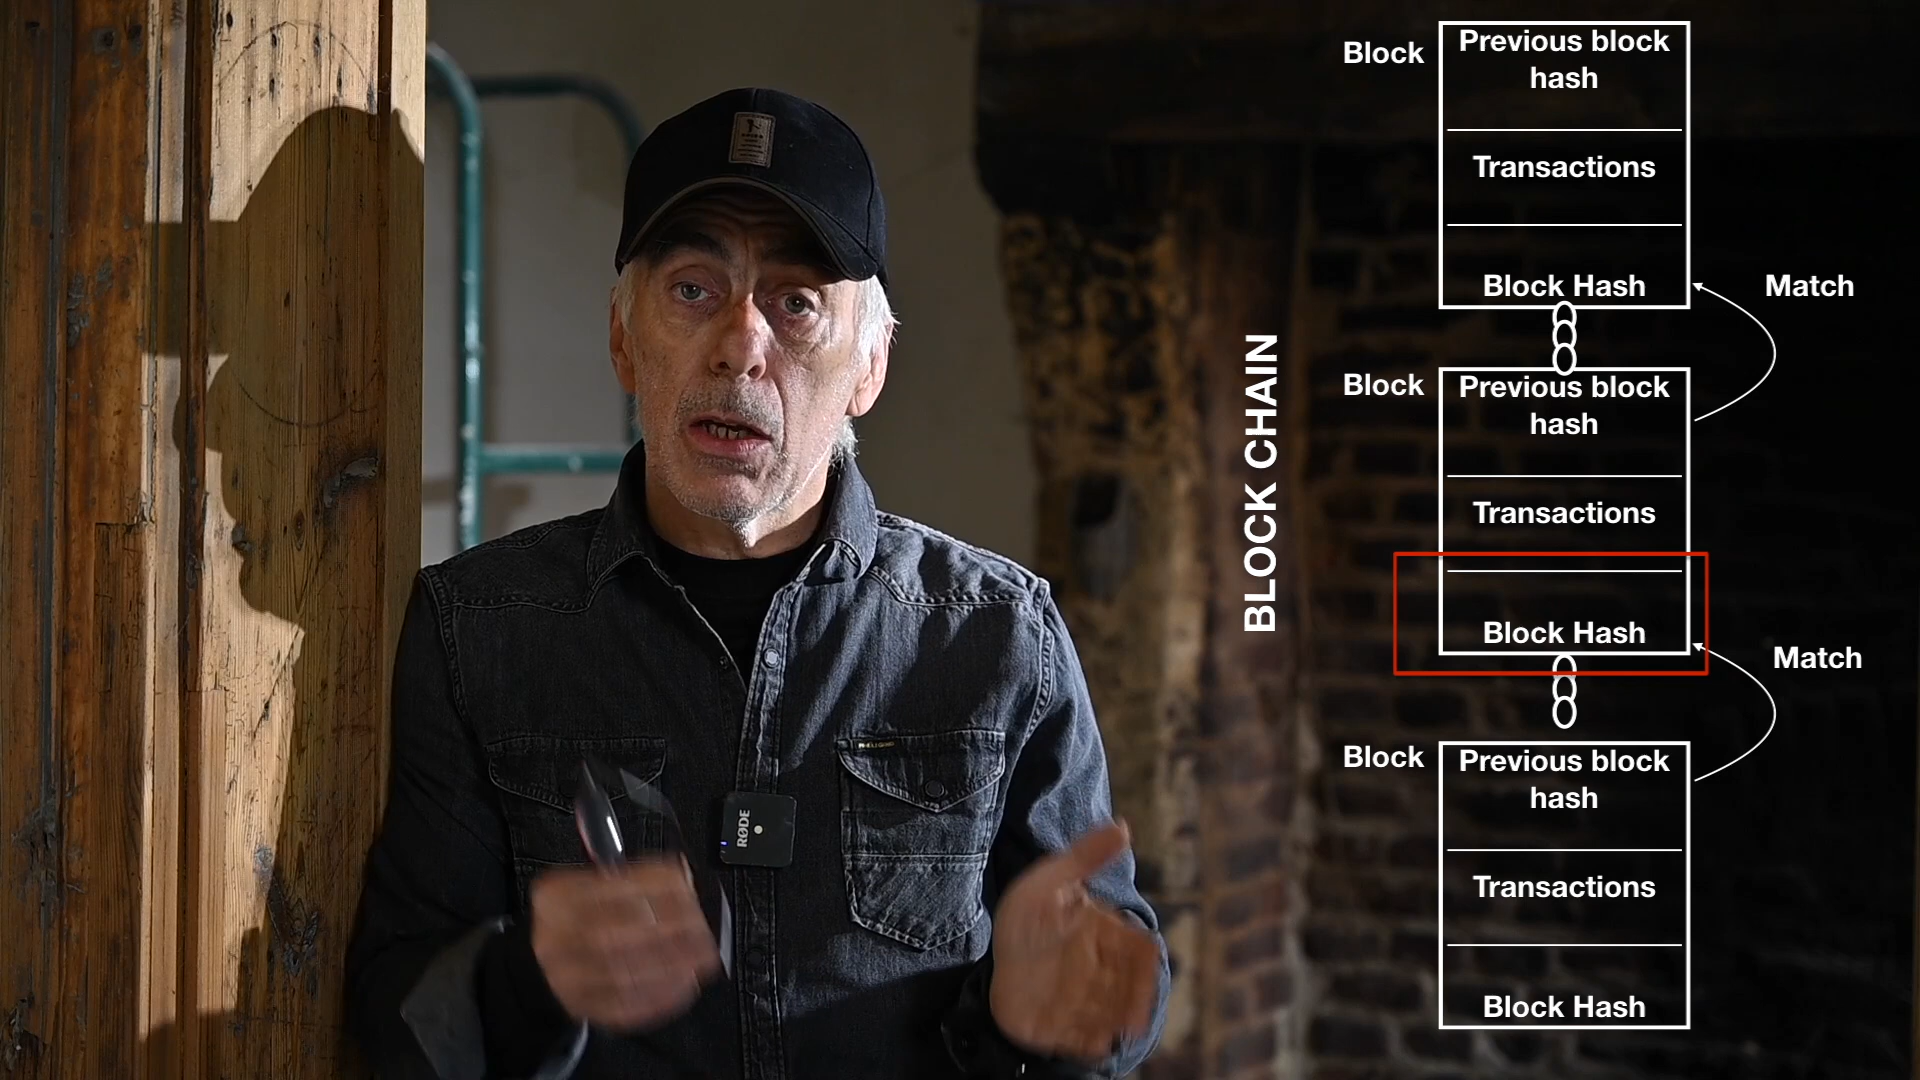 Block
Previous block
hash
Transactions
Block Hash
Match
BLOCK CHAIN
Block
Previous block
hash
Transactions
Block Hash
Match
Block
Previous block
hash
Transactions
Block Hash
RØDE